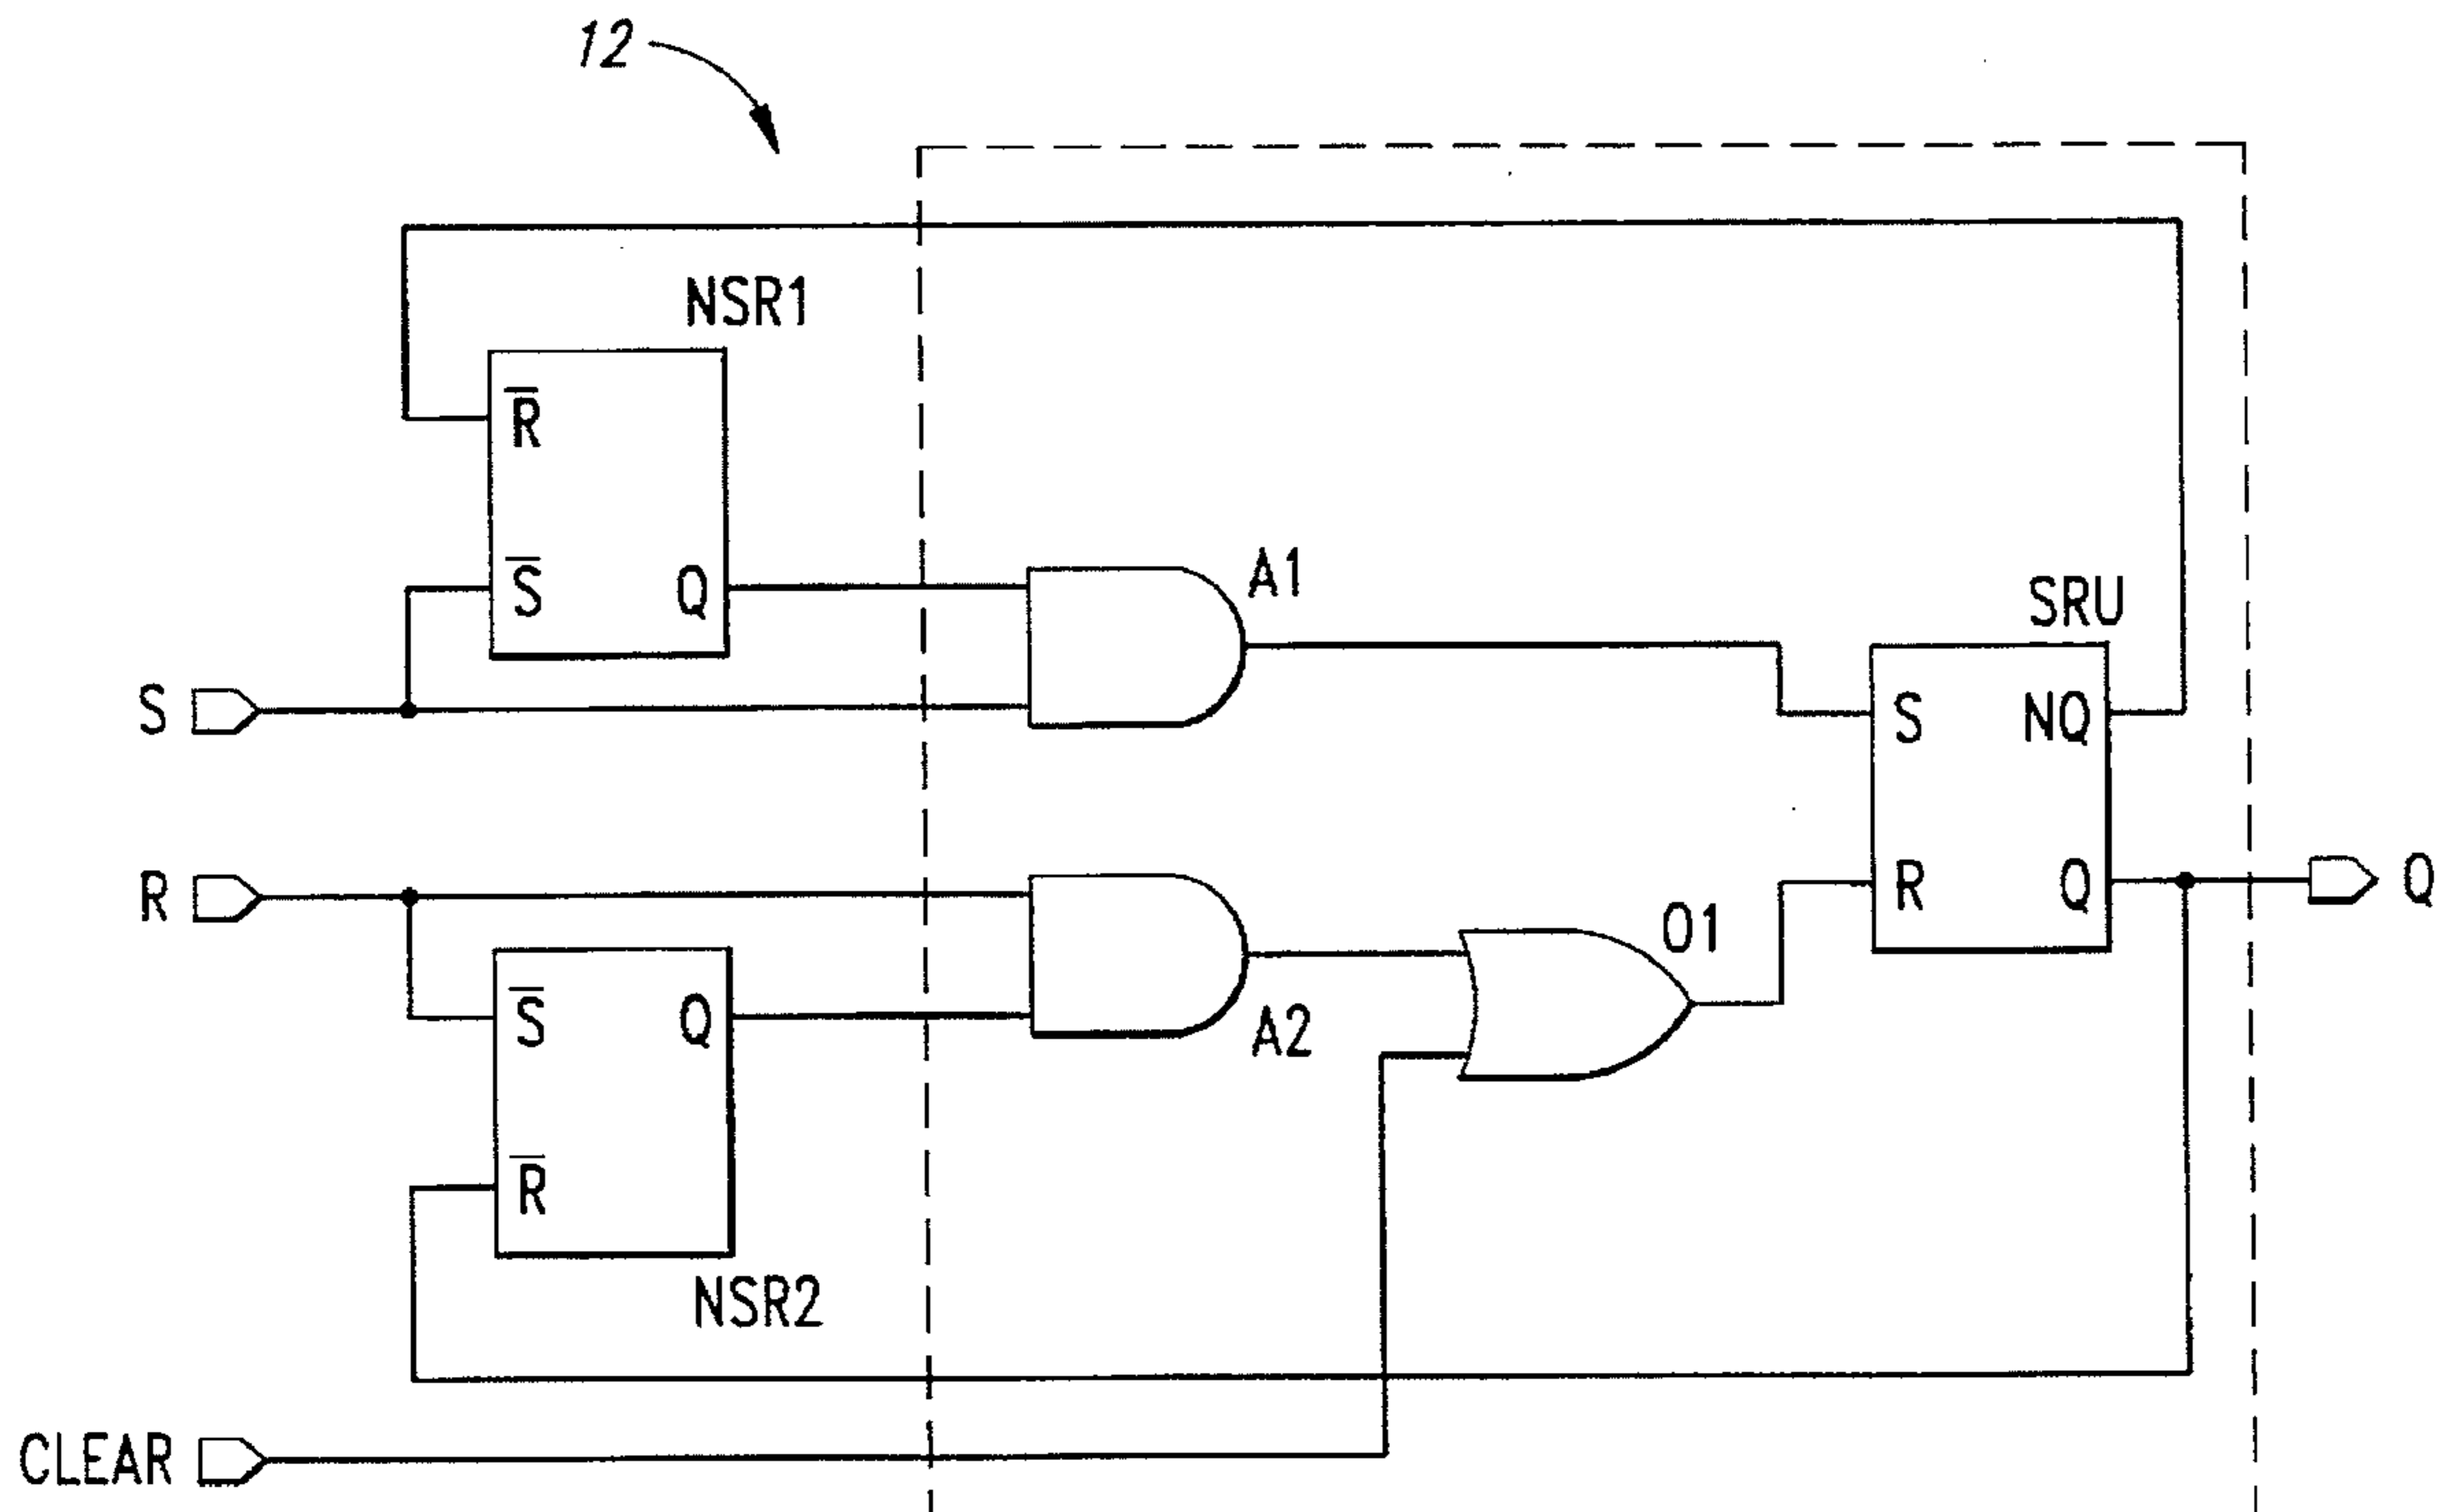 12
NSR1
R̅
S̅ Q
A1
SRU
S
S NQ
R
R Q
Q
O1
S̅ Q
A2
R̅
NSR2
CLEAR